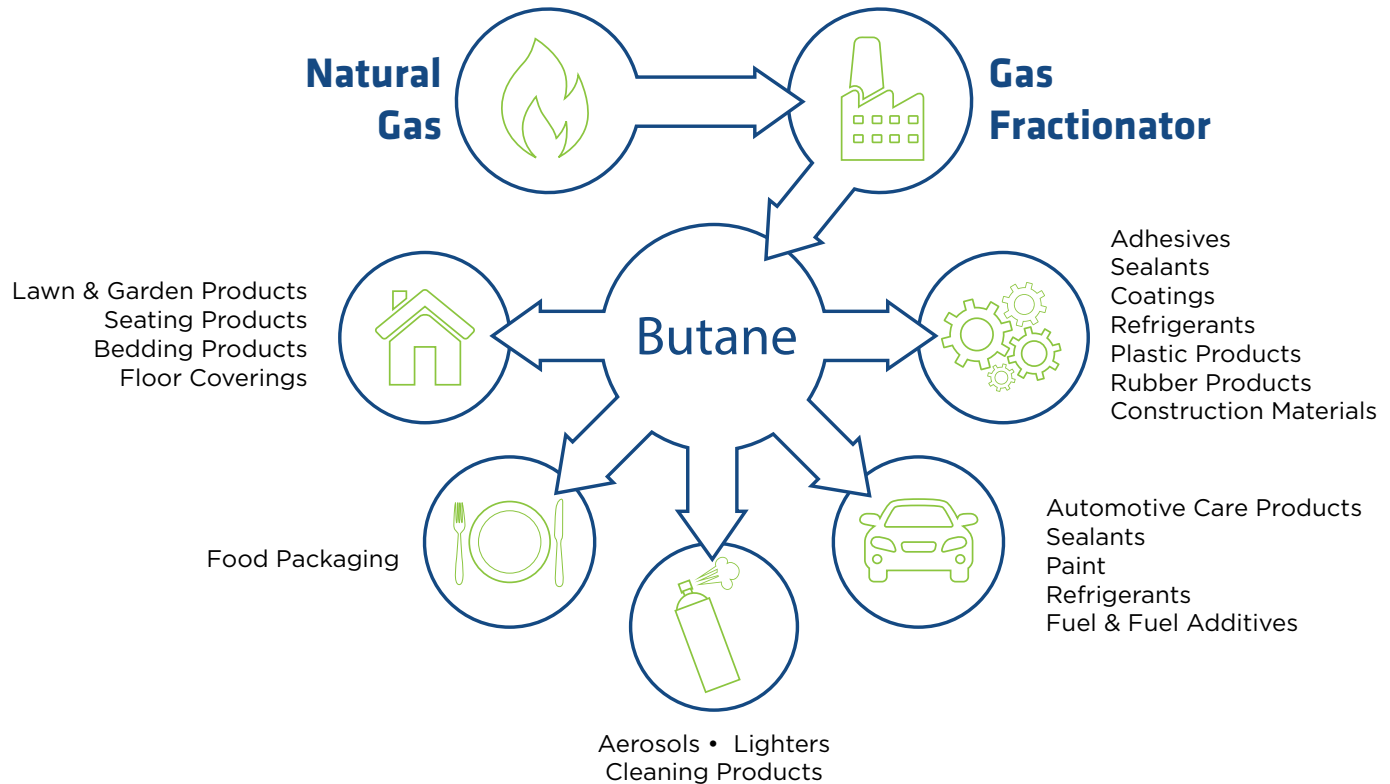 Natural
Gas
Gas
Fractionator
Butane
Lawn & Garden Products
Seating Products
Bedding Products
Floor Coverings
Adhesives
Sealants
Coatings
Refrigerants
Plastic Products
Rubber Products
Construction Materials
Food Packaging
Automotive Care Products
Sealants
Paint
Refrigerants
Fuel & Fuel Additives
Aerosols • Lighters
Cleaning Products